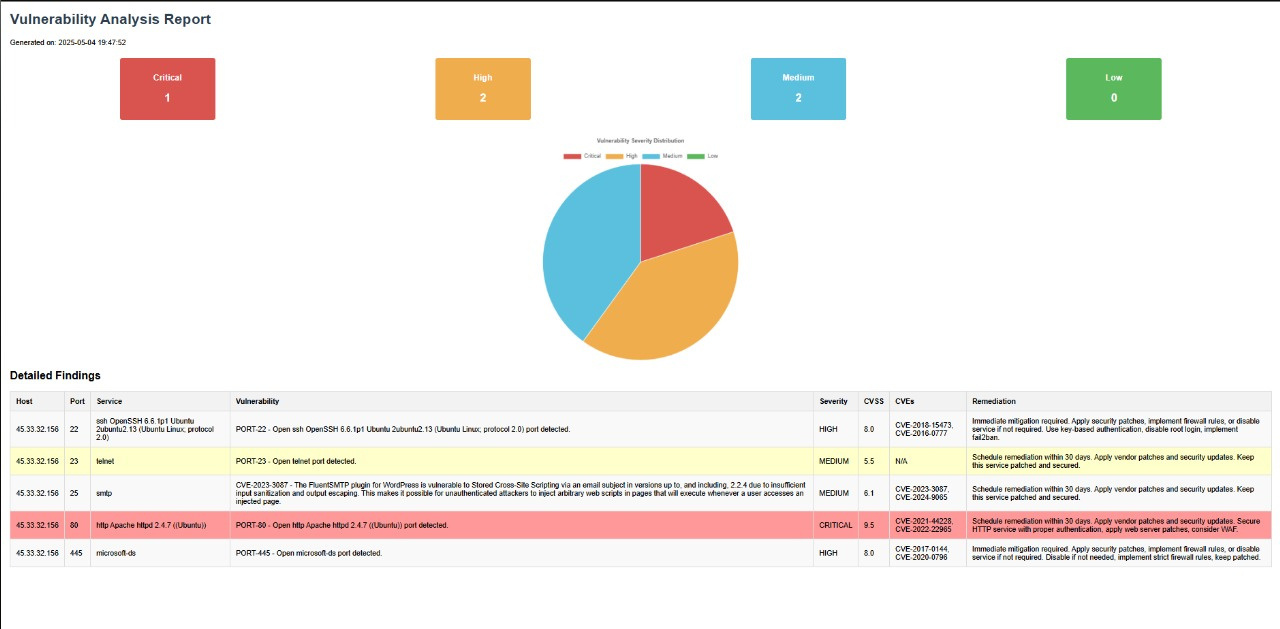 Vulnerability Analysis Report
Generated on: 2025-05-04 19:47:52
Critical
1
High
2
Medium
2
Low
0
Vulnerability Severity Distribution
Critical High Medium Low
Detailed Findings
Host Port Service Vulnerability Severity CVSS CVEs Remediation
45.33.32.156 22
ssh OpenSSH 6.6.1p1 Ubuntu
2ubuntu2.13 (Ubuntu Linux; protocol
2.0)
PORT-22 - Open ssh OpenSSH 6.6.1p1 Ubuntu 2ubuntu2.13 (Ubuntu Linux; protocol 2.0) port detected.
HIGH 8.0
CVE-2018-15473,
CVE-2016-0777
Immediate mitigation required. Apply security patches, implement firewall rules, or disable
service if not required. Use key-based authentication, disable root login, implement
fail2ban.
45.33.32.156 23 telnet PORT-23 - Open telnet port detected. MEDIUM 5.5 N/A
Schedule remediation within 30 days. Apply vendor patches and security updates. Keep
this service patched and secured.
45.33.32.156 25 smtp
CVE-2023-3087 - The FluentSMTP plugin for WordPress is vulnerable to Stored Cross-Site Scripting via an email subject in versions up to, and including, 2.2.4 due to insufficient
input sanitization and output escaping. This makes it possible for unauthenticated attackers to inject arbitrary web scripts in pages that will execute whenever a user accesses an
injected page.
MEDIUM 6.1
CVE-2023-3087,
CVE-2024-9065
Schedule remediation within 30 days. Apply vendor patches and security updates. Keep
this service patched and secured.
45.33.32.156 80 http Apache httpd 2.4.7 ((Ubuntu)) PORT-80 - Open http Apache httpd 2.4.7 ((Ubuntu)) port detected. CRITICAL 9.5
CVE-2021-44228,
CVE-2022-22965
Schedule remediation within 30 days. Apply vendor patches and security updates. Secure
HTTP service with proper authentication, apply web server patches, consider WAF.
45.33.32.156 445 microsoft-ds PORT-445 - Open microsoft-ds port detected. HIGH 8.0
CVE-2017-0144,
CVE-2020-0796
Immediate mitigation required. Apply security patches, implement firewall rules, or disable
service if not required. Disable if not needed, implement strict firewall rules, keep patched.